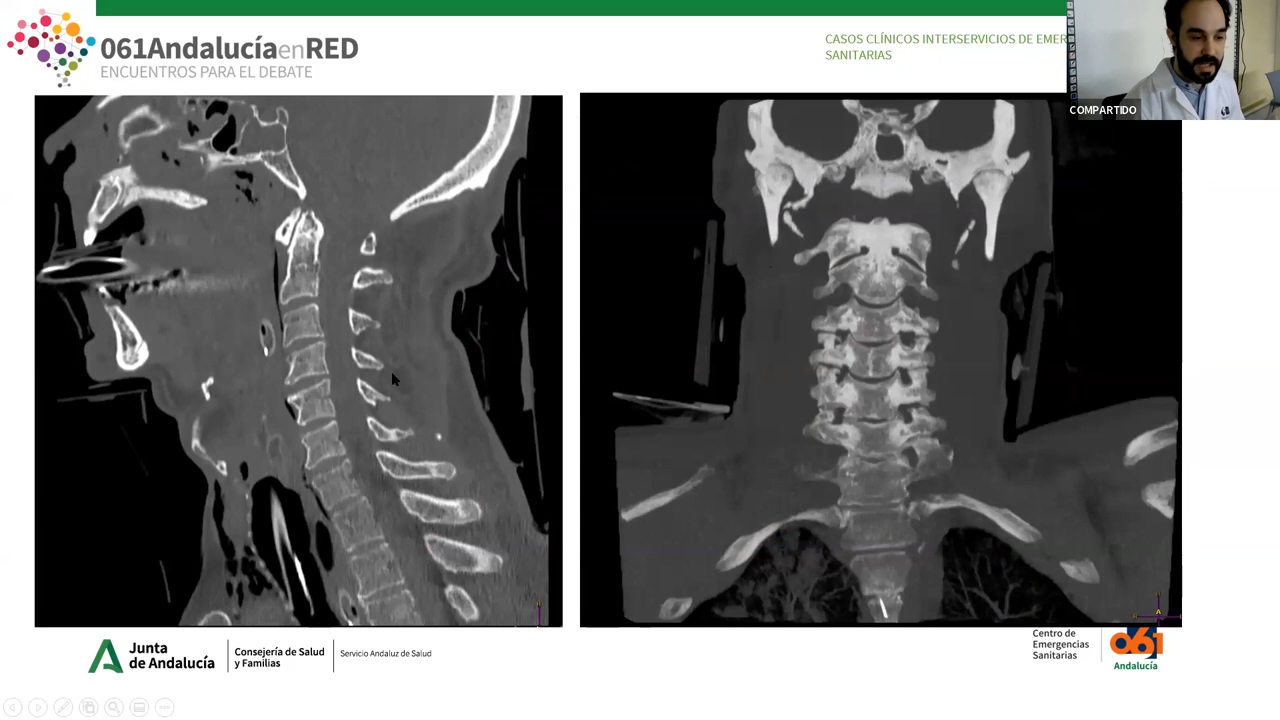 061AndalucíaenRED
ENCUENTROS PARA EL DEBATE
CASOS CLÍNICOS INTERSERVICIOS DE EMER
SANITARIAS
COMPARTIDO
Junta
de Andalucía
Consejería de Salud
y Familias
Servicio Andaluz de Salud
Centro de
Emergencias
Sanitarias
061
Andalucía